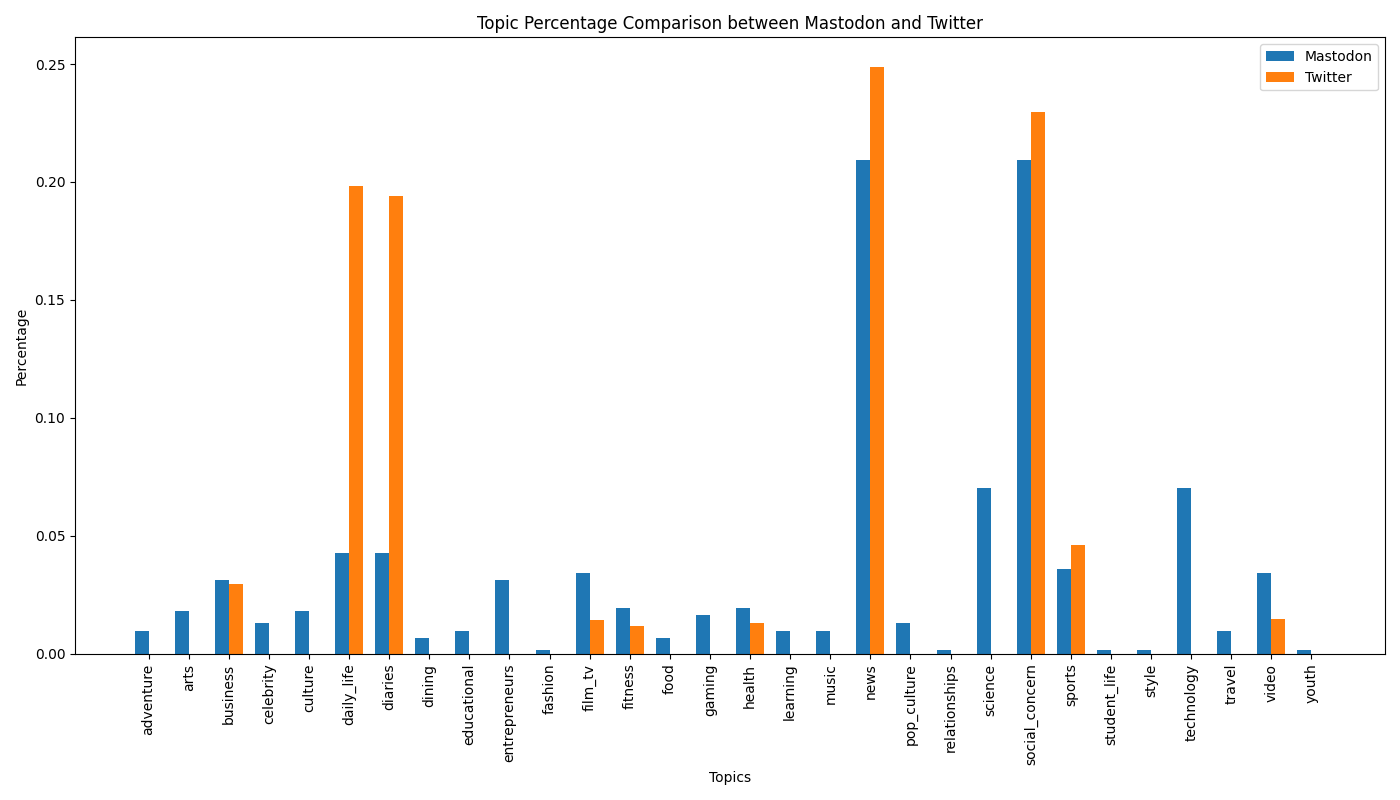 Topic Percentage Comparison between Mastodon and Twitter
Mastodon
Twitter
Percentage
0.25
0.20
0.15
0.10
0.05
0.00
adventure
arts
business
celebrity
culture
daily_life
diaries
dining
educational
entrepreneurs
fashion
film_tv
fitness
food
gaming
health
learning
music
news
pop_culture
relationships
science
social_concern
sports
student_life
style
technology
travel
video
youth
Topics